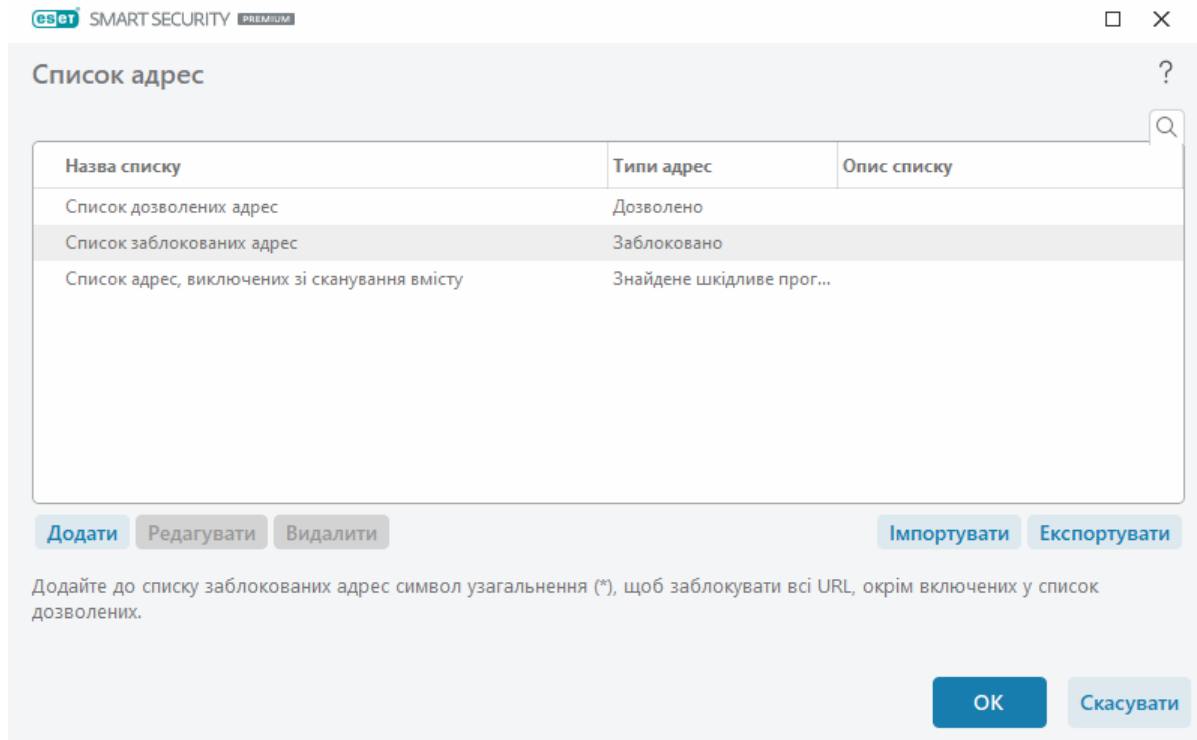 eset SMART SECURITY PREMIUM
Список адрес
?
Назва списку Типи адрес Опис списку
Список дозволених адрес Дозволено
Список заблокованих адрес Заблоковано
Список адрес, виключених зі сканування вмісту Знайдене шкідливе прог...
Додати Редагувати Видалити Імпортувати Експортувати
Додайте до списку заблокованих адрес символ узагальнення (*), щоб заблокувати всі URL, окрім включених у список
дозволених.
ОК Скасувати